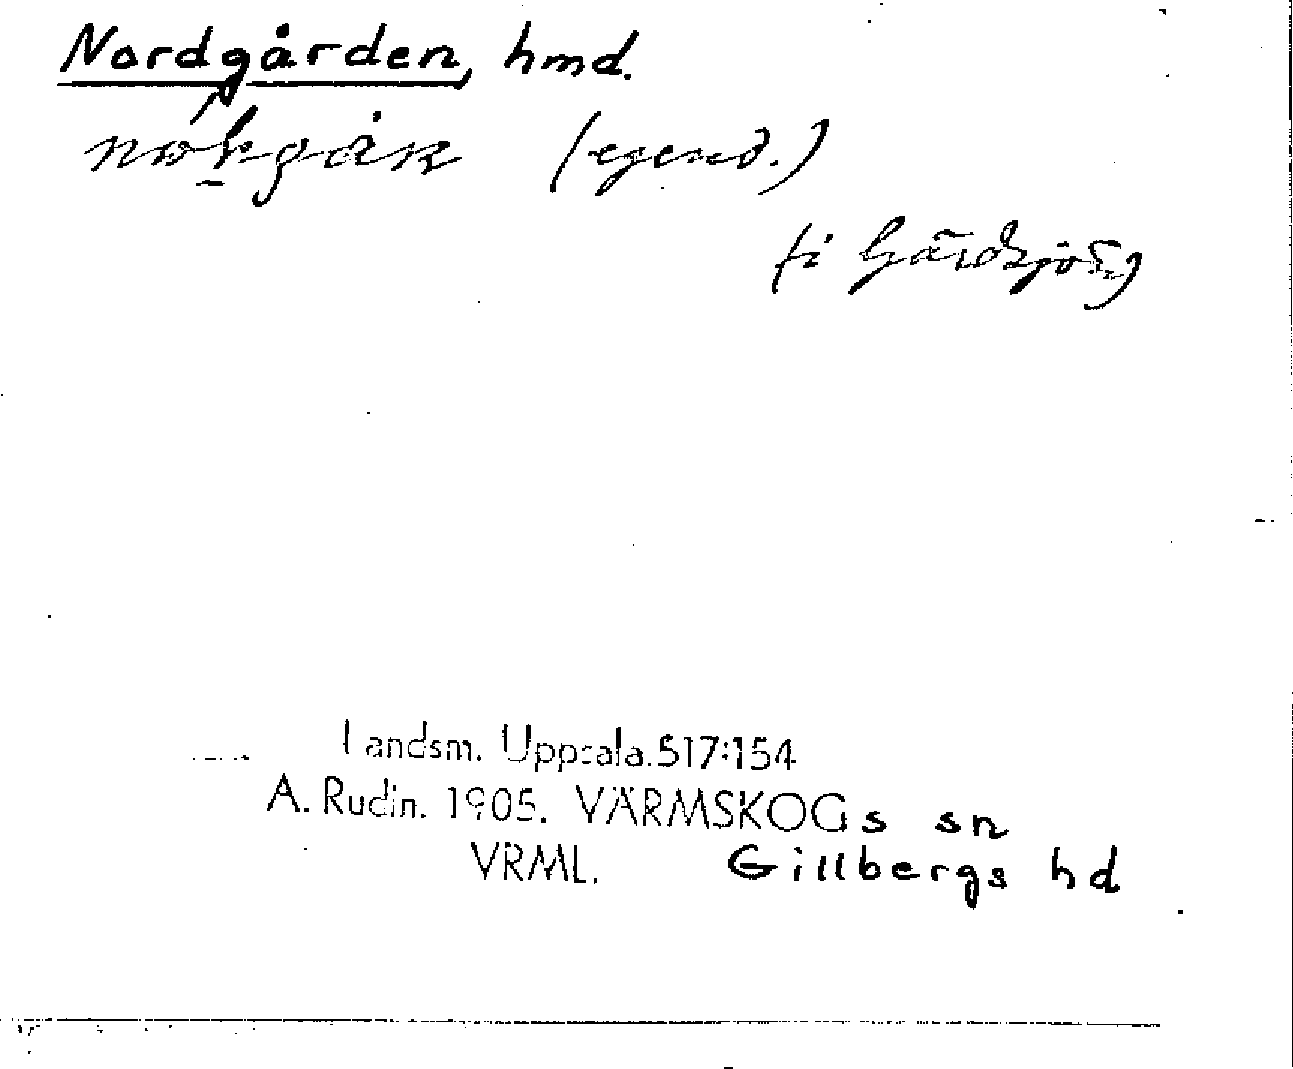 Nordgården, hmd.
(egend.)
(i
Landsm. Uppsala. 517:154
A. Rudin. 1905. VÄRMSKOGs sn
VRML. Gillbergs hd